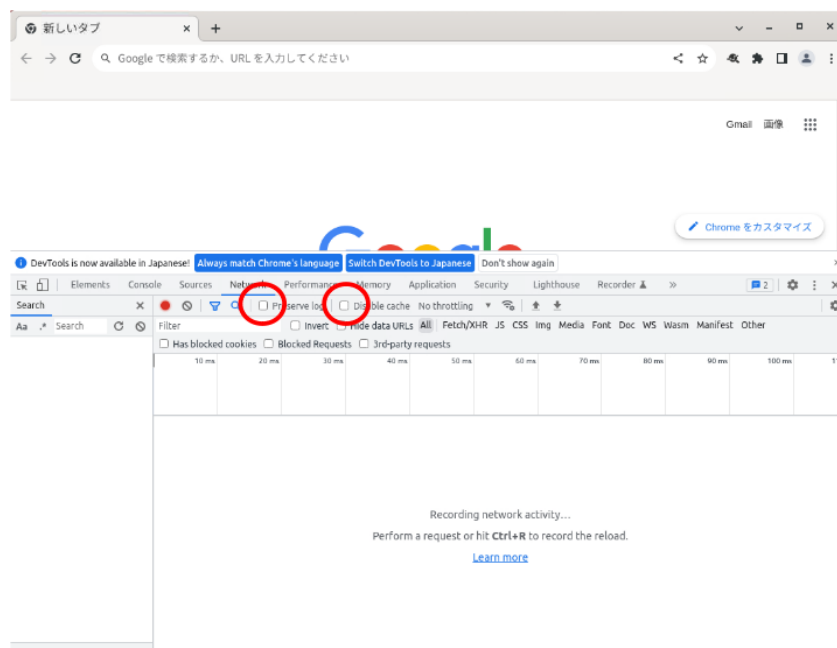 新しいタブ
Google で検索するか、URL を入力してください
Gmail 画像
Google
Chrome をカスタマイズ
DevTools is now available in Japanese! Always match Chrome's language Switch DevTools to Japanese Don't show again
Elements Console Sources Network Performance Memory Application Security Lighthouse Recorder 2
Search Preserve log Disable cache No throttling
Aa .* Search Filter Invert Hide data URLs All Fetch/XHR JS CSS Img Media Font Doc WS Wasm Manifest Other
Has blocked cookies Blocked Requests 3rd-party requests
10 ms 20 ms 30 ms 40 ms 50 ms 60 ms 70 ms 80 ms 90 ms 100 ms
Recording network activity…
Perform a request or hit Ctrl+R to record the reload.
Learn more